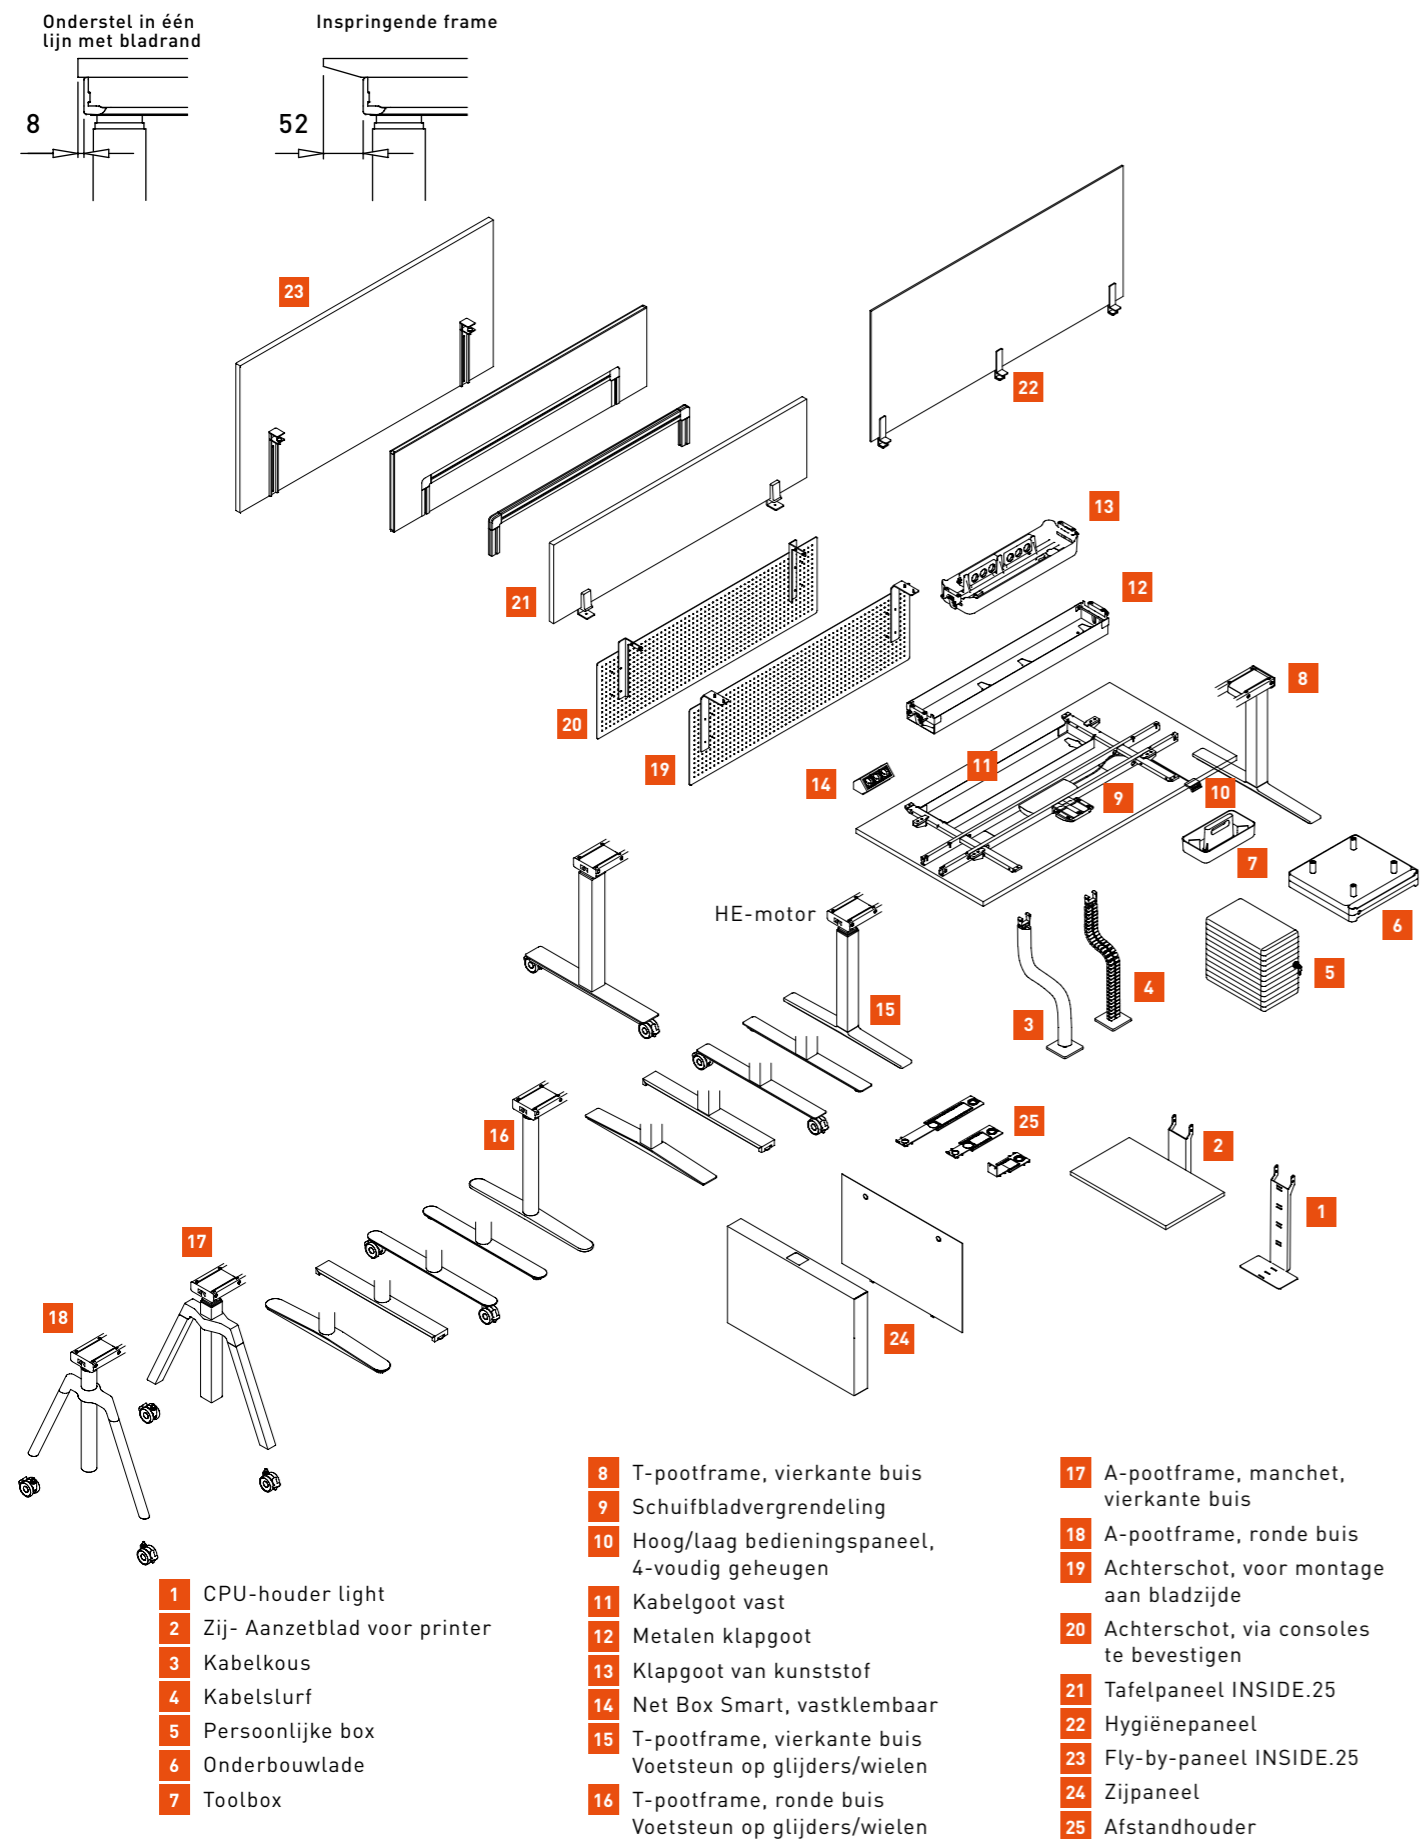 Onderstel in één
lijn met bladrand
Inspringende frame
8
52
23
22
13
12
21
8
20
19
14
11
9
10
7
HE-motor
6
5
4
3
15
25
16
2
1
17
18
24
1 CPU-houder light
2 Zij- Aanzetblad voor printer
3 Kabelkous
4 Kabelslurf
5 Persoonlijke box
6 Onderbouwlade
7 Toolbox
8 T-pootframe, vierkante buis
9 Schuifbladvergrendeling
10 Hoog/laag bedieningspaneel,
4-voudig geheugen
11 Kabelgoot vast
12 Metalen klapgoot
13 Klapgoot van kunststof
14 Net Box Smart, vastklembaar
15 T-pootframe, vierkante buis
Voetsteun op glijders/wielen
16 T-pootframe, ronde buis
Voetsteun op glijders/wielen
17 A-pootframe, manchet,
vierkante buis
18 A-pootframe, ronde buis
19 Achterschot, voor montage
aan bladzijde
20 Achterschot, via consoles
te bevestigen
21 Tafelpaneel INSIDE.25
22 Hygiënepaneel
23 Fly-by-paneel INSIDE.25
24 Zijpaneel
25 Afstandhouder